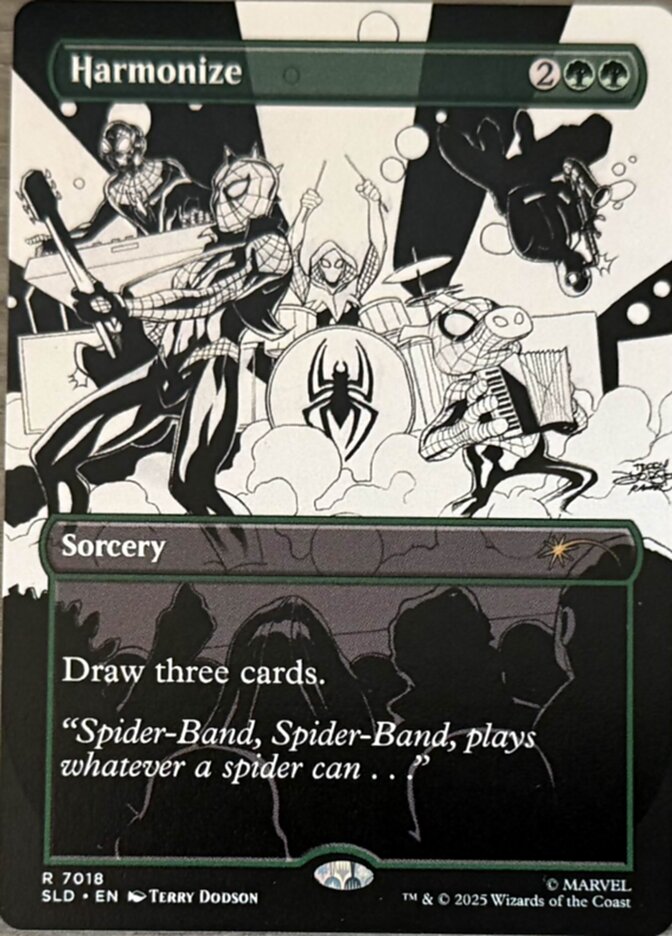 Harmonize 2
Sorcery
Draw three cards.
“Spider-Band, Spider-Band, plays
whatever a spider can . . .”
R 7018
SLD • EN TERRY DODSON
© MARVEL
™ & © 2025 Wizards of the Coast